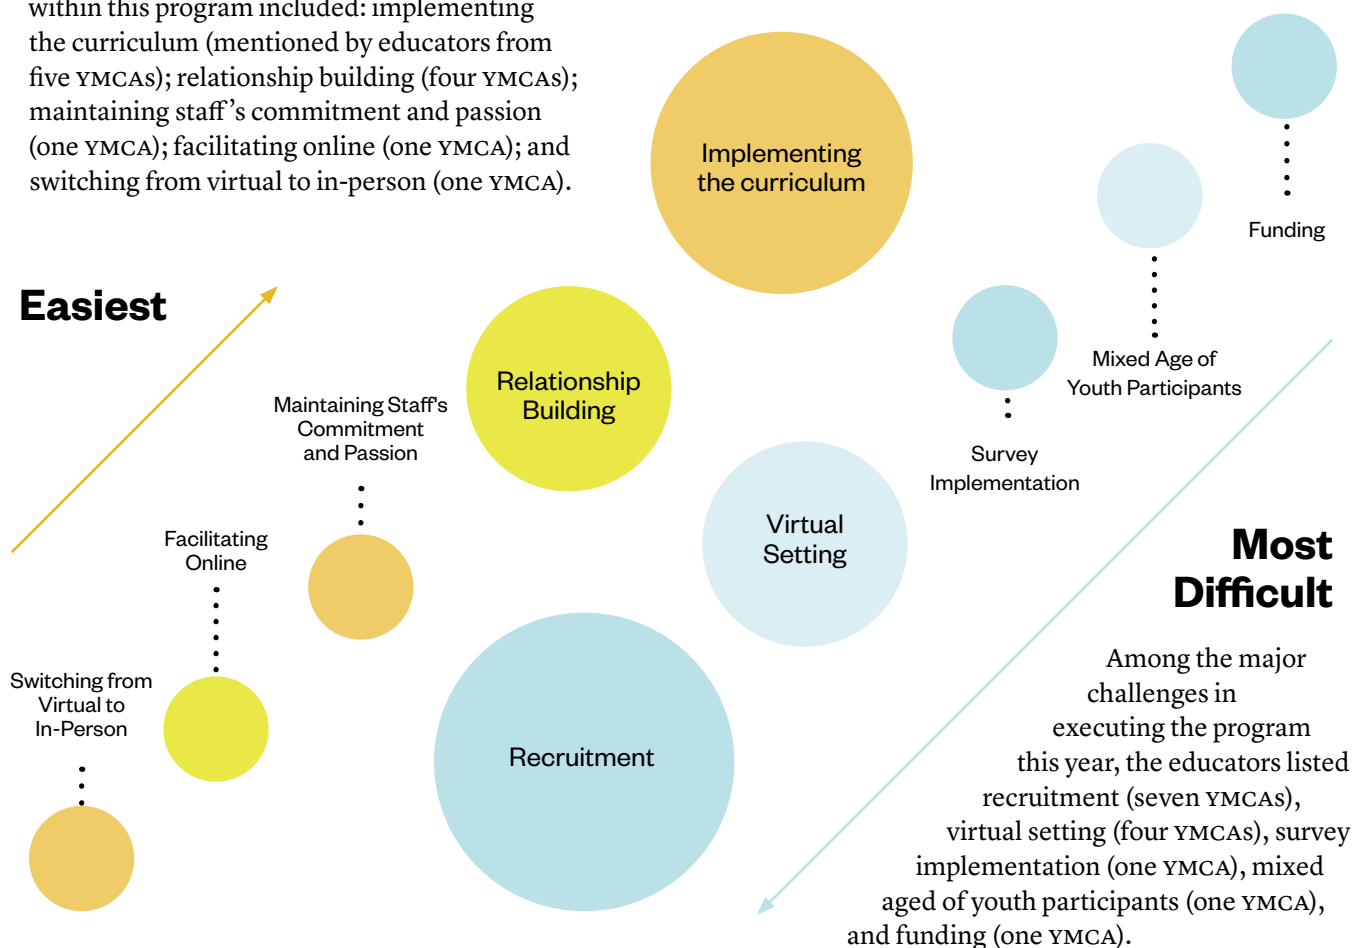 within this program included: implementing
the curriculum (mentioned by educators from
five YMCAs); relationship building (four YMCAs);
maintaining staff’s commitment and passion
(one YMCA); facilitating online (one YMCA); and
switching from virtual to in-person (one YMCA).
Easiest
Implementing
the curriculum
Relationship
Building
Maintaining Staff's
Commitment
and Passion
Facilitating
Online
Switching from
Virtual to
In-Person
Funding
Mixed Age of
Youth Participants
Survey
Implementation
Virtual
Setting
Recruitment
Most
Difficult
Among the major
challenges in
executing the program
this year, the educators listed
recruitment (seven YMCAs),
virtual setting (four YMCAs), survey
implementation (one YMCA), mixed
aged of youth participants (one YMCA),
and funding (one YMCA).